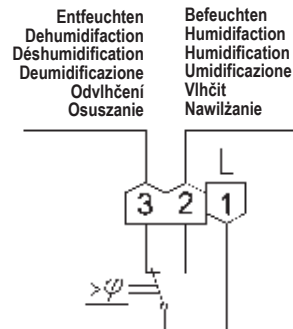 Entfeuchten
Dehumidifaction
Déshumidification
Deumidificazione
Odvlhčení
Osuszanie
Befeuchten
Humidifaction
Humidification
Umidificazione
Vlhčit
Nawilżanie
L
3 2 1
>φ